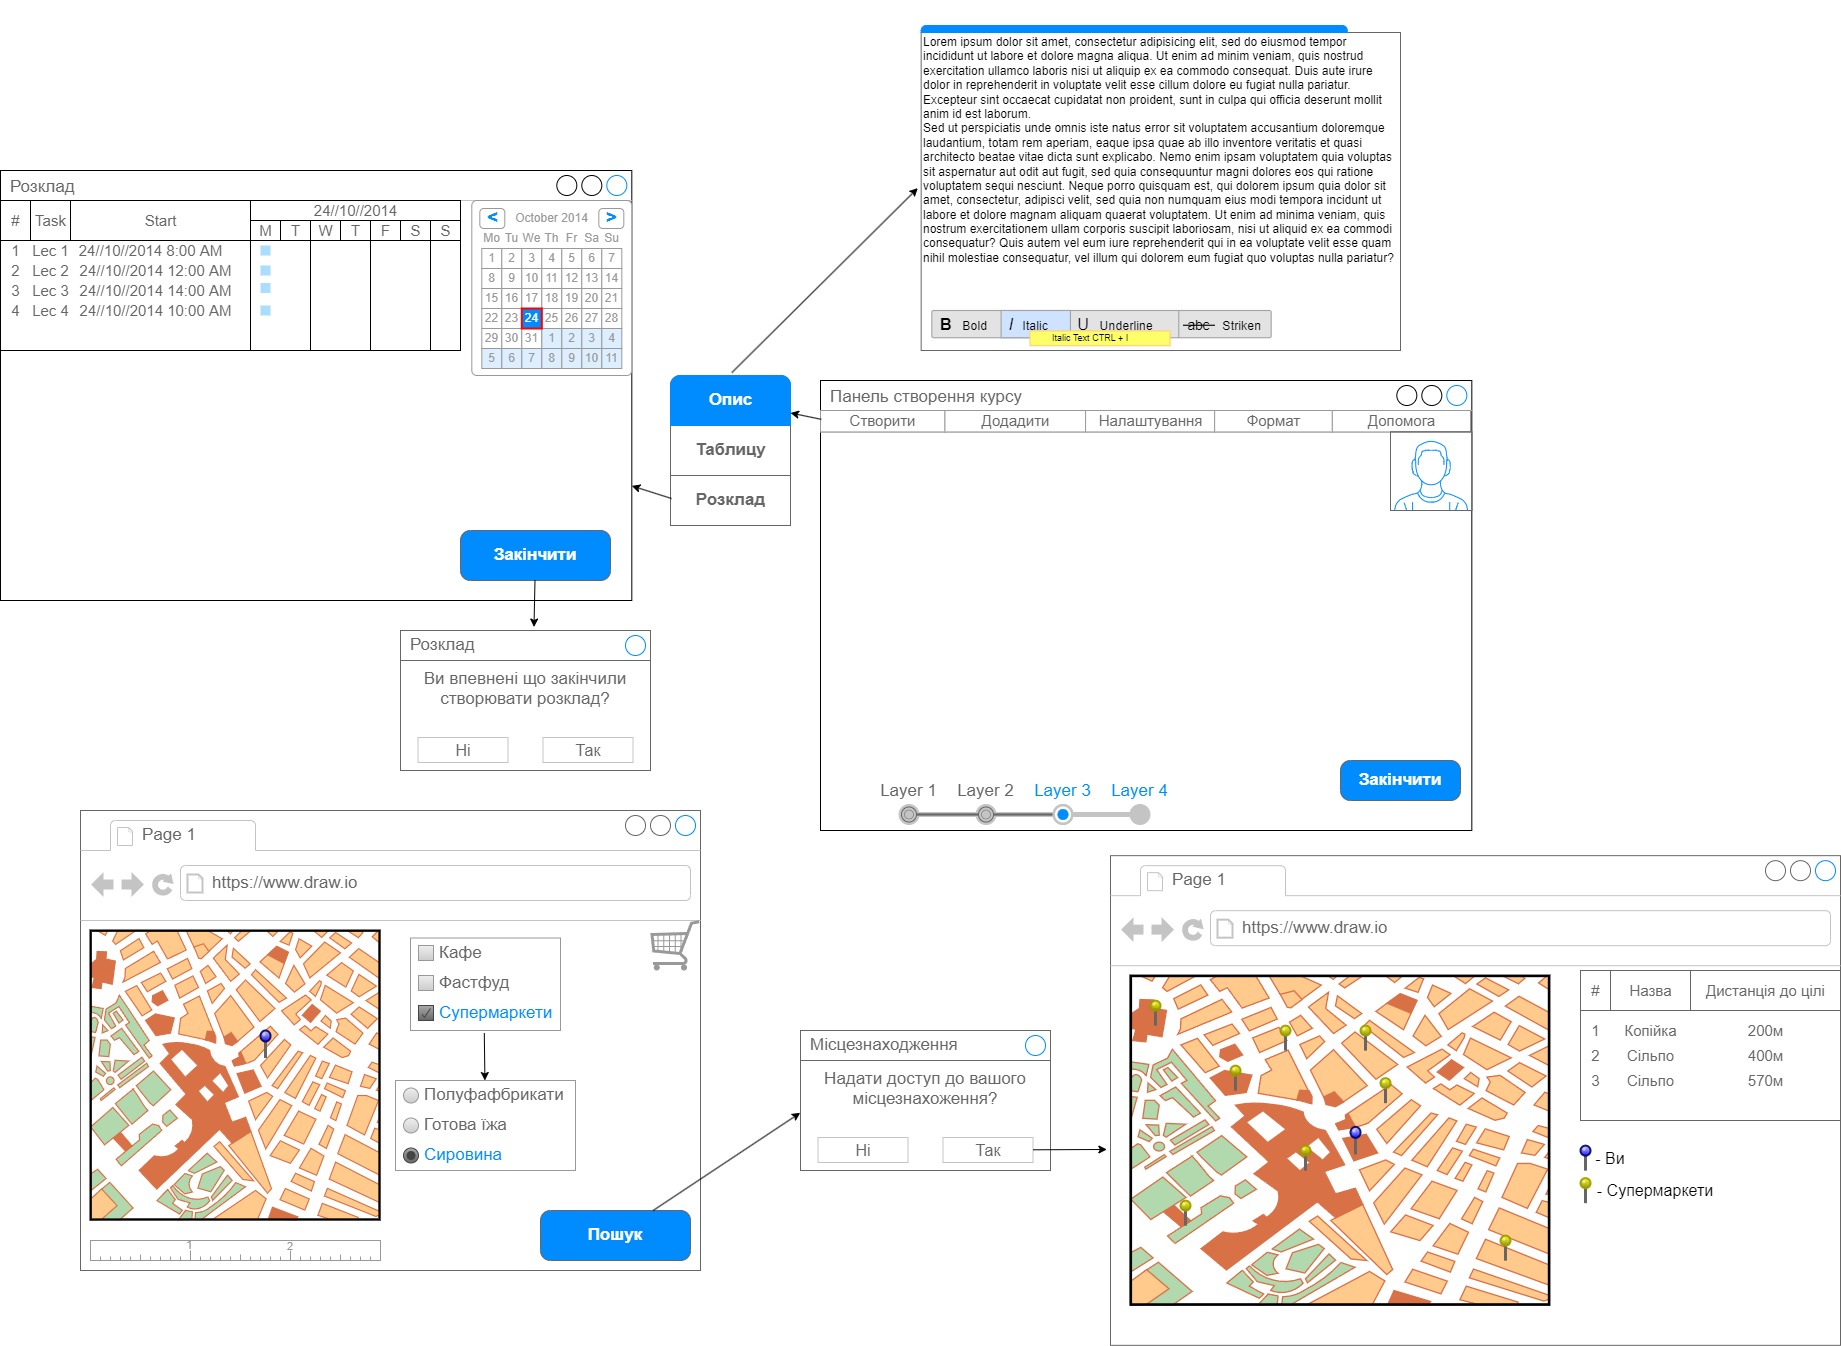 Lorem ipsum dolor sit amet, consectetur adipisicing elit, sed do eiusmod tempor
incididunt ut labore et dolore magna aliqua. Ut enim ad minim veniam, quis nostrud
exercitation ullamco laboris nisi ut aliquip ex ea commodo consequat. Duis aute irure
dolor in reprehenderit in voluptate velit esse cillum dolore eu fugiat nulla pariatur.
Excepteur sint occaecat cupidatat non proident, sunt in culpa qui officia deserunt mollit
anim id est laborum.
Sed ut perspiciatis unde omnis iste natus error sit voluptatem accusantium doloremque
laudantium, totam rem aperiam, eaque ipsa quae ab illo inventore veritatis et quasi
architecto beatae vitae dicta sunt explicabo. Nemo enim ipsam voluptatem quia voluptas
sit aspernatur aut odit aut fugit, sed quia consequuntur magni dolores eos qui ratione
voluptatem sequi nesciunt. Neque porro quisquam est, qui dolorem ipsum quia dolor sit
amet, consectetur, adipisci velit, sed quia non numquam eius modi tempora incidunt ut
labore et dolore magnam aliquam quaerat voluptatem. Ut enim ad minima veniam, quis
nostrum exercitationem ullam corporis suscipit laboriosam, nisi ut aliquid ex ea commodi
consequatur? Quis autem vel eum iure reprehenderit qui in ea voluptate velit esse quam
nihil molestiae consequatur, vel illum qui dolorem eum fugiat quo voluptas nulla pariatur?
B Bold I Italic U Underline abc Striken
Italic Text CTRL + I
Розклад
# Task Start 24//10//2014
M T W T F S S
1 Lec 1 24//10//2014 8:00 AM
2 Lec 2 24//10//2014 12:00 AM
3 Lec 3 24//10//2014 14:00 AM
4 Lec 4 24//10//2014 10:00 AM
< October 2014 >
Mo Tu We Th Fr Sa Su
1 2 3 4 5 6 7
8 9 10 11 12 13 14
15 16 17 18 19 20 21
22 23 24 25 26 27 28
29 30 31 1 2 3 4
5 6 7 8 9 10 11
Закінчити
Опис
Таблицу
Розклад
Панель створення курсу
Створити Додадити Налаштування Формат Допомога
Закінчити
Layer 1 Layer 2 Layer 3 Layer 4
Розклад
Ви впевнені що закінчили
створювати розклад?
Ні Так
Page 1
https://www.draw.io
Кафе
Фастфуд
Супермаркети
Полуфаффбрикати
Готова їжа
Сировина
1 2
Пошук
Місцезнаходження
Надати доступ до вашого
місцезнахоження?
Ні Так
Page 1
https://www.draw.io
# Назва Дистанція до цілі
1 Копійка 200м
2 Сільпо 400м
3 Сільпо 570м
- Ви
- Супермаркети